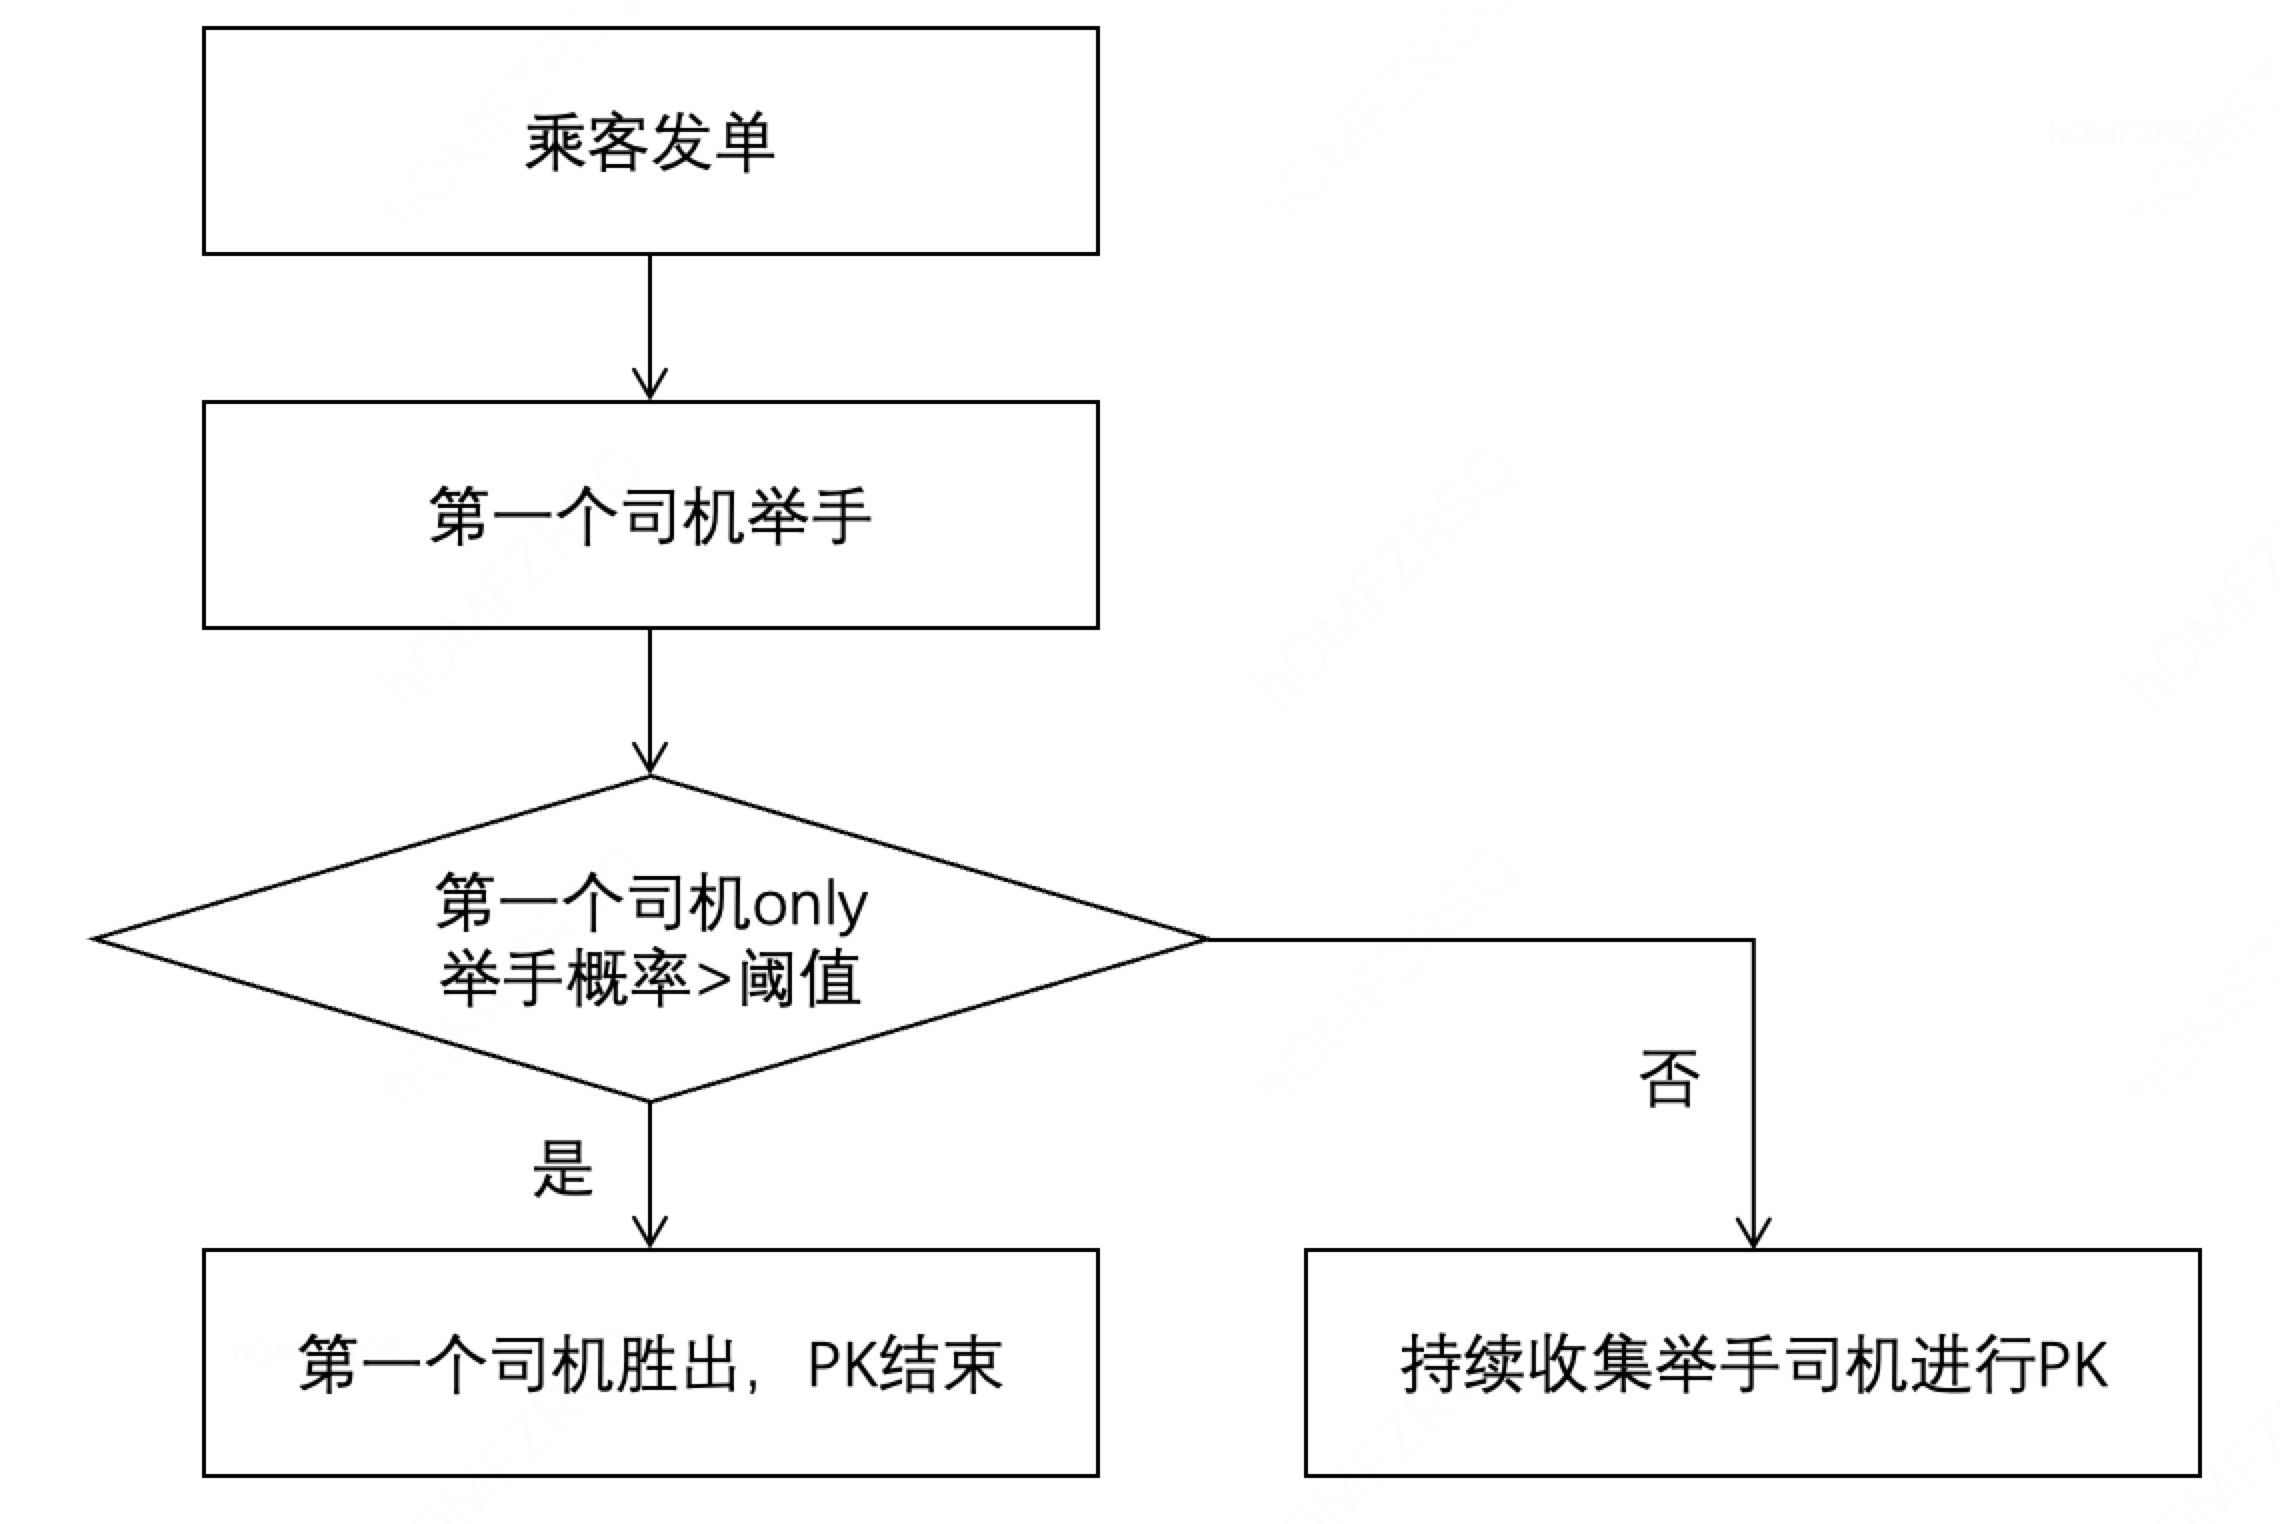 乘客发单
第一个司机举手
第一个司机only
举手概率>阈值
是
否
第一个司机胜出，PK结束
持续收集举手司机进行PK